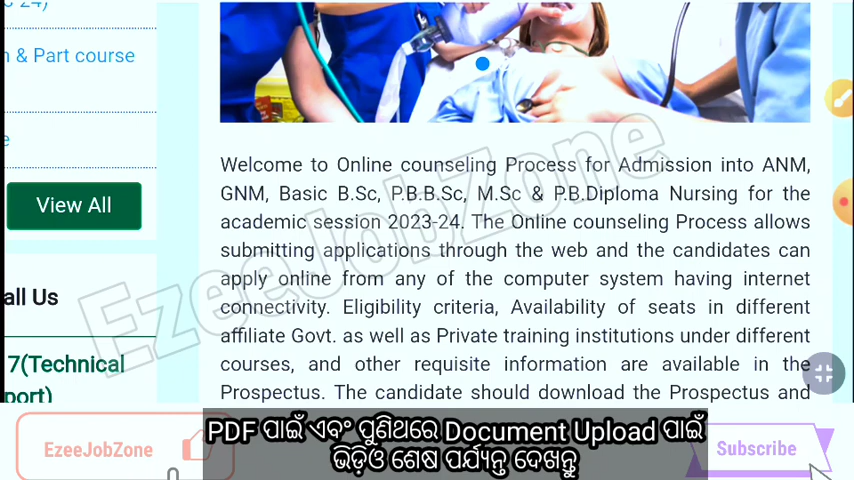 -24)
n & Part course
e
View All
all Us
7(Technical
port)
Welcome to Online counseling Process for Admission into ANM,
GNM, Basic B.Sc, P.B.B.Sc, M.Sc & P.B.Diploma Nursing for the
academic session 2023-24. The Online counseling Process allows
submitting applications through the web and the candidates can
apply online from any of the computer system having internet
connectivity. Eligibility criteria, Availability of seats in different
affiliate Govt. as well as Private training institutions under different
courses, and other requisite information are available in the
Prospectus. The candidate should download the Prospectus and
EzeeJobZone
EzeeJobZone
PDF ପାଇଁ ଏବଂ ପୁଣିଥରେ Document Upload ପାଇଁ
ଭିଡ଼ିଓ ଶେଷ ପର୍ଯ୍ୟନ୍ତ ଦେଖନ୍ତୁ
Subscribe